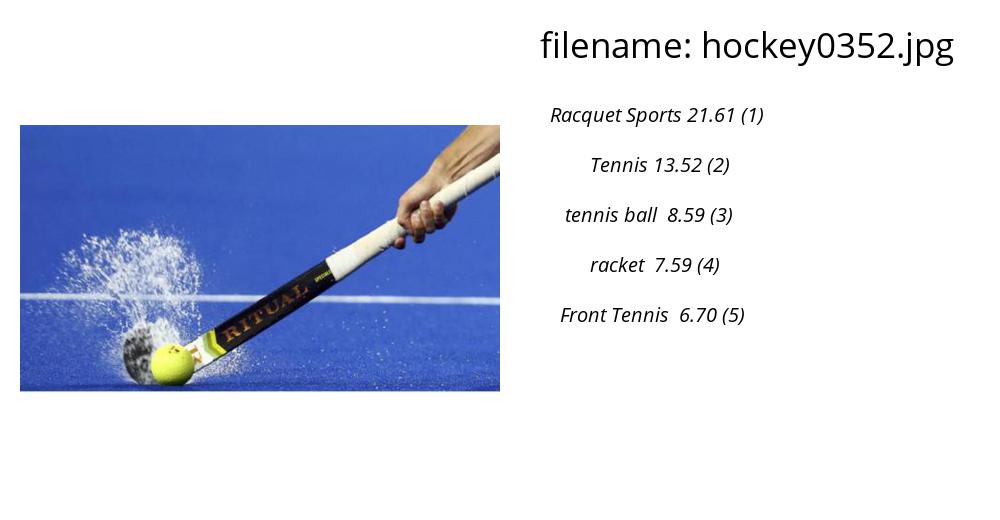 filename: hockey0352.jpg
Racquet Sports 21.61 (1)
Tennis 13.52 (2)
tennis ball 8.59 (3)
racket 7.59 (4)
Front Tennis 6.70 (5)
RITUAL